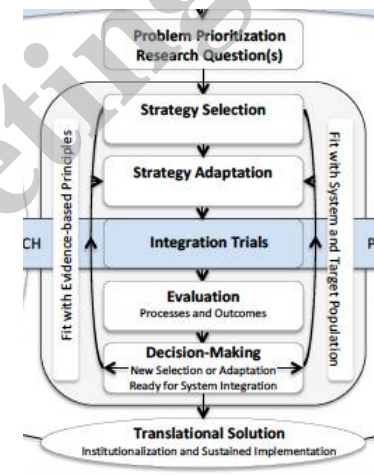 Problem Prioritization
Research Question(s)
Strategy Selection
Strategy Adaptation
Fit with Evidence-based Principles
Fit with System and Target Population
CH
Integration Trials
P
Evaluation
Processes and Outcomes
Decision-Making
New Selection or Adaptation
Ready for System Integration
Translational Solution
Institutionalization and Sustained Implementation